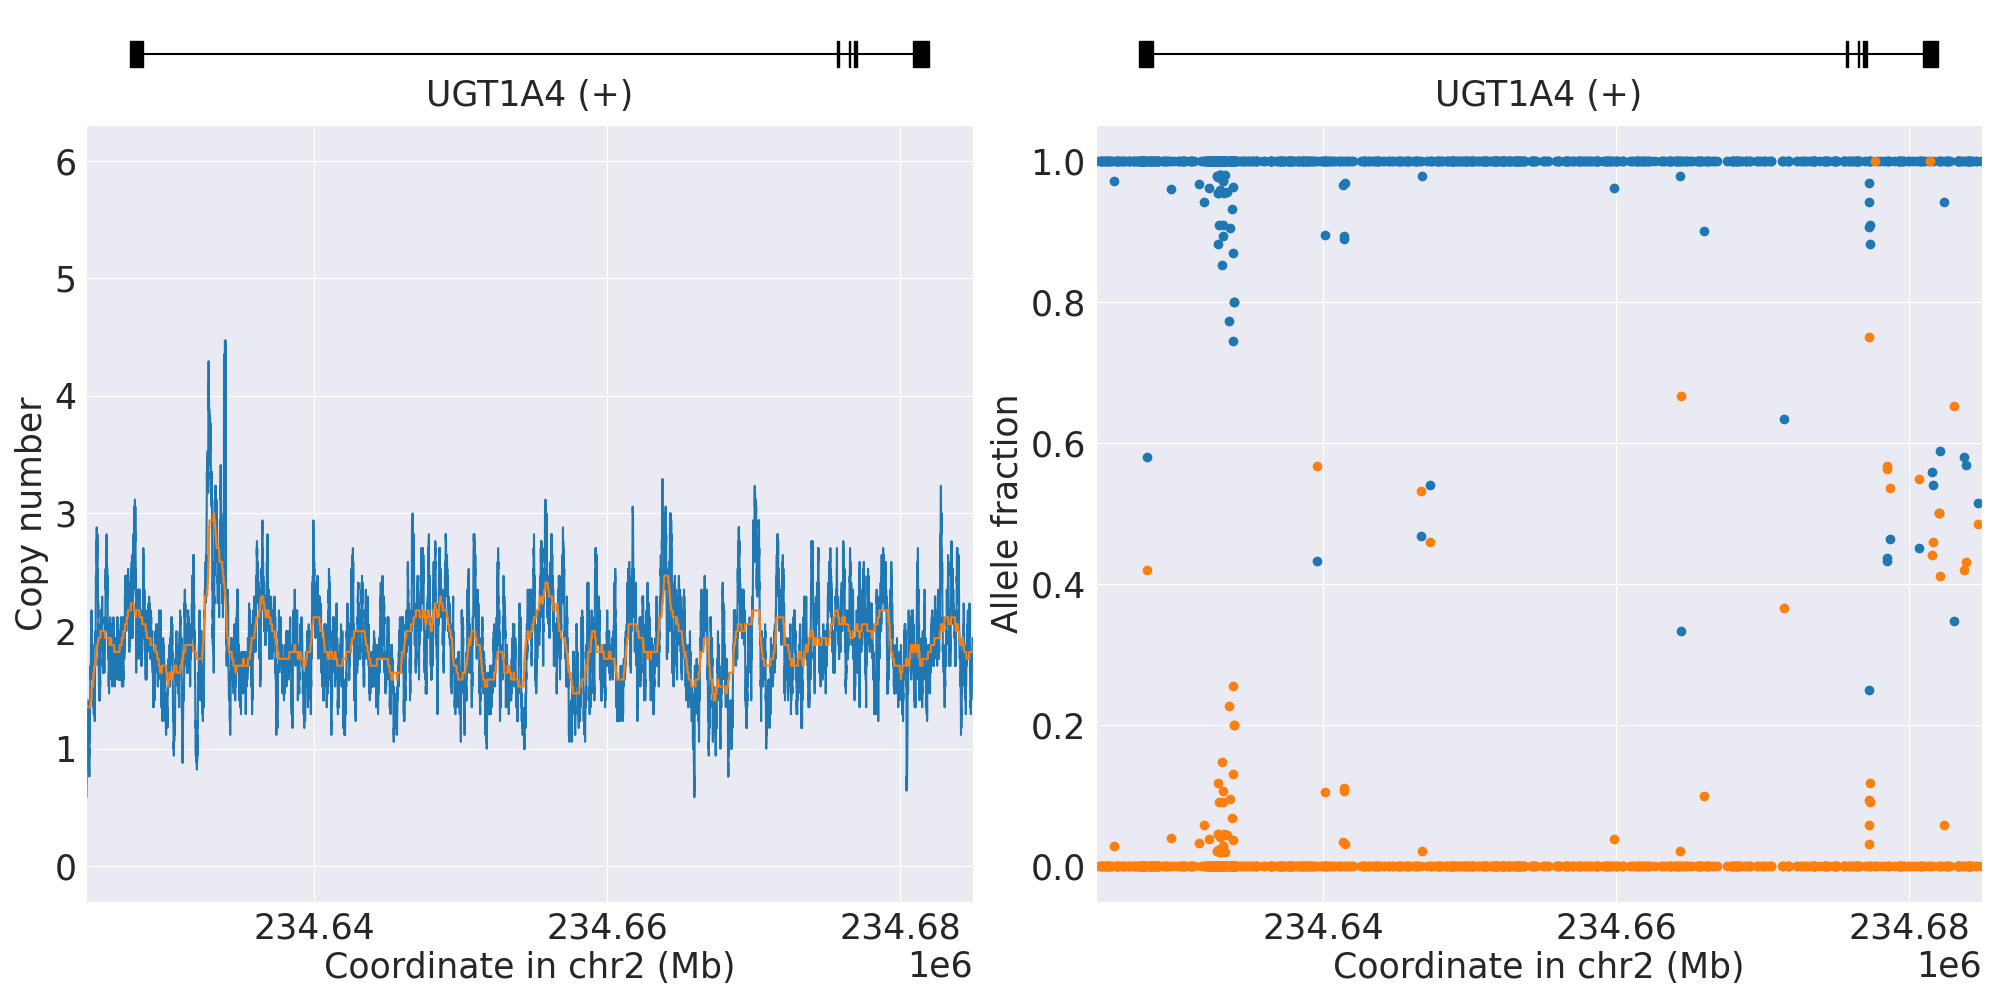 UGT1A4 (+)
6
5
4
3
2
1
0
Copy number
234.64
234.66
234.68
1e6
Coordinate in chr2 (Mb)
UGT1A4 (+)
1.0
0.8
0.6
0.4
0.2
0.0
Allele fraction
234.64
234.66
234.68
1e6
Coordinate in chr2 (Mb)